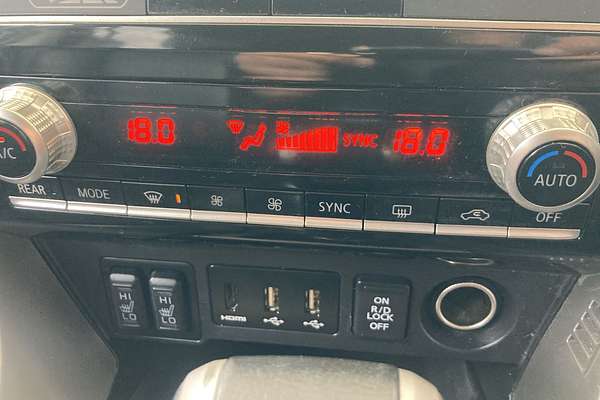 18.0
SYNC
18.0
A/C
AUTO
REAR
MODE
SYNC
OFF
HI
LO
HI
LO
HDMI
ON
R/D
LOCK
OFF